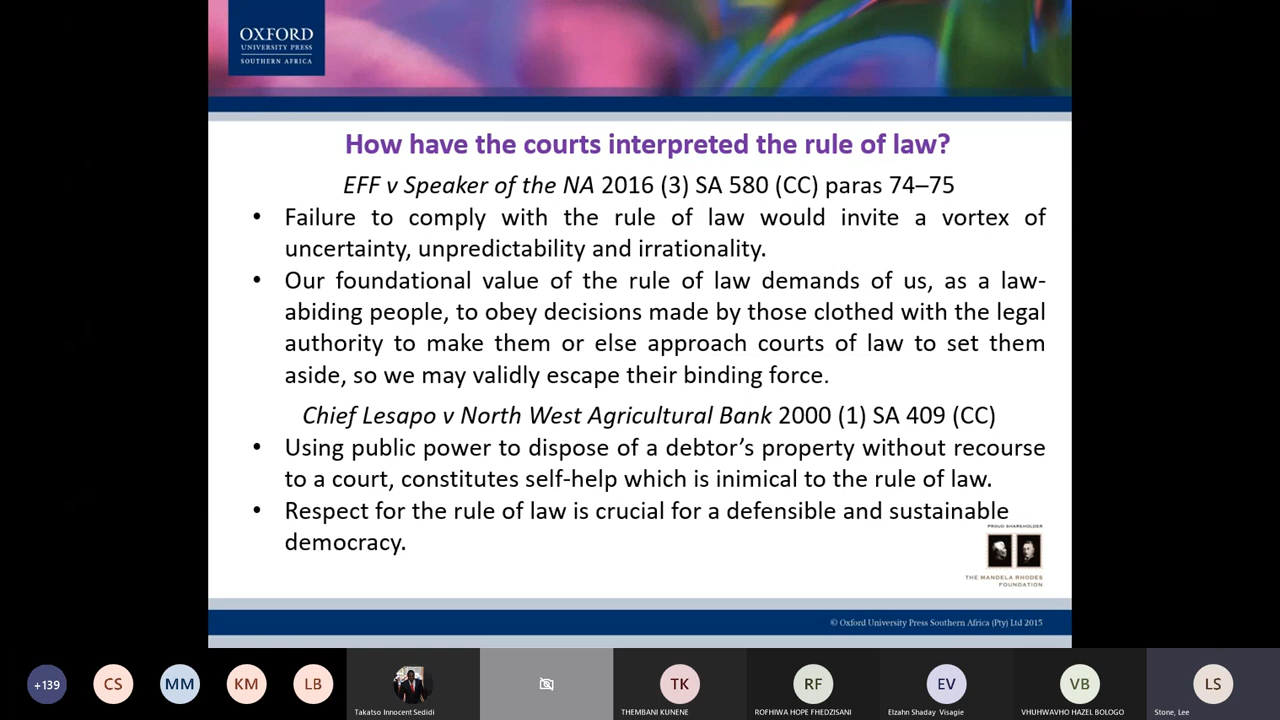 OXFORD
UNIVERSITY PRESS
SOUTHERN AFRICA
How have the courts interpreted the rule of law?
EFF v Speaker of the NA 2016 (3) SA 580 (CC) paras 74–75
• Failure to comply with the rule of law would invite a vortex of
uncertainty, unpredictability and irrationality.
• Our foundational value of the rule of law demands of us, as a law-
abiding people, to obey decisions made by those clothed with the legal
authority to make them or else approach courts of law to set them
aside, so we may validly escape their binding force.
Chief Lesapo v North West Agricultural Bank 2000 (1) SA 409 (CC)
• Using public power to dispose of a debtor’s property without recourse
to a court, constitutes self-help which is inimical to the rule of law.
• Respect for the rule of law is crucial for a defensible and sustainable
democracy.
PROUD SHAREHOLDER
THE MANDELA RHODES
FOUNDATION
© Oxford University Press Southern Africa (Pty) Ltd 2015
+139
CS
MM
KM
LB
TK
RF
EV
VB
LS
Takatso Innocent Sedidi
THEMBANI KUNENE
ROFHIWA HOPE FHEDZISANI
Elzahn Shaday Visagie
VHUHWAVHO HAZEL BOLOGO
Stone, Lee